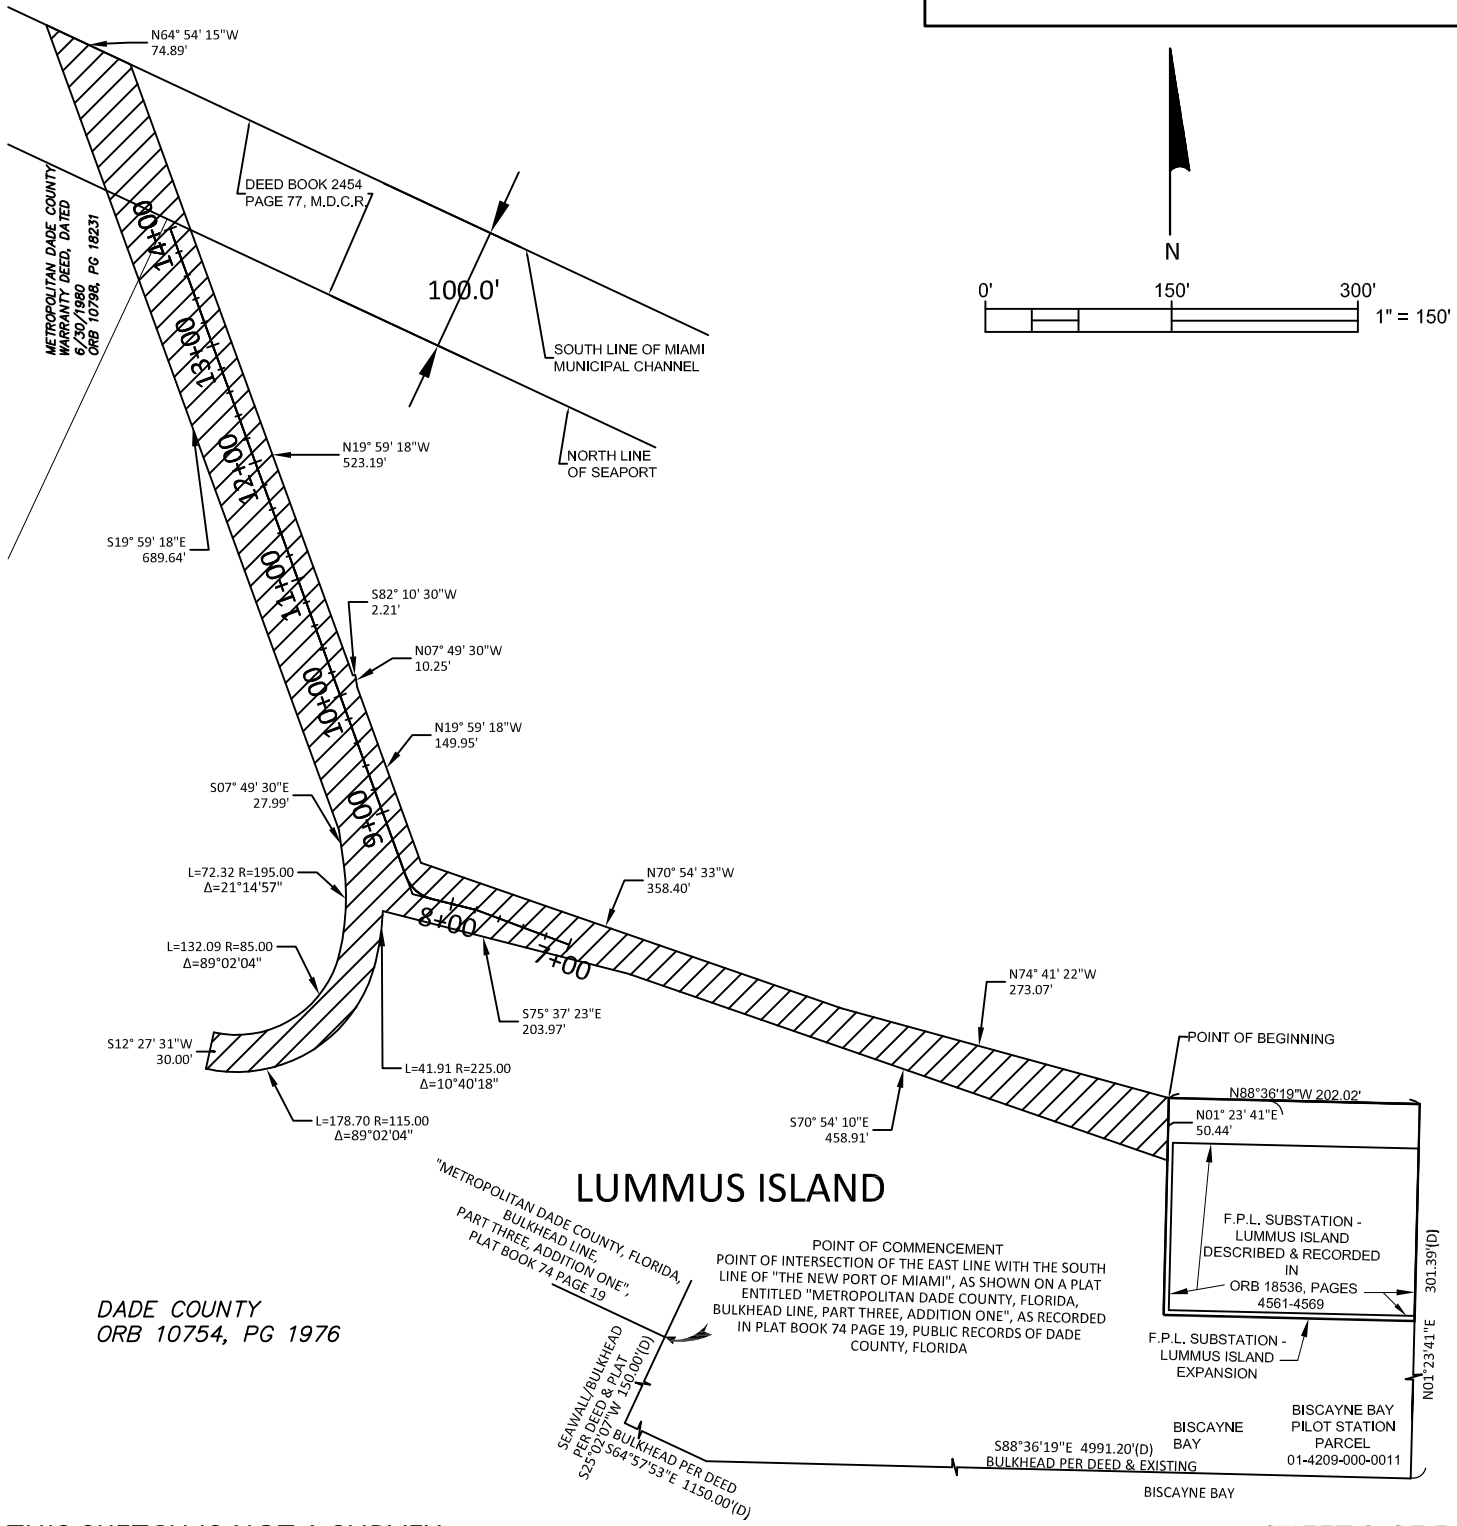 N64° 54' 15"W
74.89'
DEED BOOK 2454
PAGE 77, M.D.C.R.
METROPOLITAN DADE COUNTY
WARRANTY DEED, DATED
6/30/1980
ORB 10798, PG 18231
100.0'
SOUTH LINE OF MIAMI
MUNICIPAL CHANNEL
NORTH LINE
OF SEAPORT
N
0'
150'
300'
1" = 150'
14+00
13+00
12+00
11+00
10+00
9+00
8+00
7+00
N19° 59' 18"W
523.19'
S19° 59' 18"E
689.64'
S82° 10' 30"W
2.21'
N07° 49' 30"W
10.25'
N19° 59' 18"W
149.95'
S07° 49' 30"E
27.99'
L=72.32 R=195.00
Δ=21°14'57"
N70° 54' 33"W
358.40'
L=132.09 R=85.00
Δ=89°02'04"
S75° 37' 23"E
203.97'
N74° 41' 22"W
273.07'
S12° 27' 31"W
30.00'
L=41.91 R=225.00
Δ=10°40'18"
L=178.70 R=115.00
Δ=89°02'04"
S70° 54' 10"E
458.91'
POINT OF BEGINNING
N88°36'19"W 202.02'
N01° 23' 41"E
50.44'
LUMMUS ISLAND
F.P.L. SUBSTATION -
LUMMUS ISLAND
DESCRIBED & RECORDED
IN
ORB 18536, PAGES
4561-4569
301.39'(D)
N01°23'41"E
F.P.L. SUBSTATION -
LUMMUS ISLAND
EXPANSION
"METROPOLITAN DADE COUNTY, FLORIDA,
BULKHEAD LINE,
PART THREE, ADDITION ONE",
PLAT BOOK 74 PAGE 19
POINT OF COMMENCEMENT
POINT OF INTERSECTION OF THE EAST LINE WITH THE SOUTH
LINE OF "THE NEW PORT OF MIAMI", AS SHOWN ON A PLAT
ENTITLED "METROPOLITAN DADE COUNTY, FLORIDA,
BULKHEAD LINE, PART THREE, ADDITION ONE", AS RECORDED
IN PLAT BOOK 74 PAGE 19, PUBLIC RECORDS OF DADE
COUNTY, FLORIDA
DADE COUNTY
ORB 10754, PG 1976
SEAWALL/BULKHEAD
PER DEED & PLAT
S25°02'07"W 150.00'(D)
BULKHEAD PER DEED
S64°57'53"E 1150.00'(D)
S88°36'19"E 4991.20'(D)
BULKHEAD PER DEED & EXISTING
BISCAYNE
BAY
BISCAYNE BAY
PILOT STATION
PARCEL
01-4209-000-0011
BISCAYNE BAY